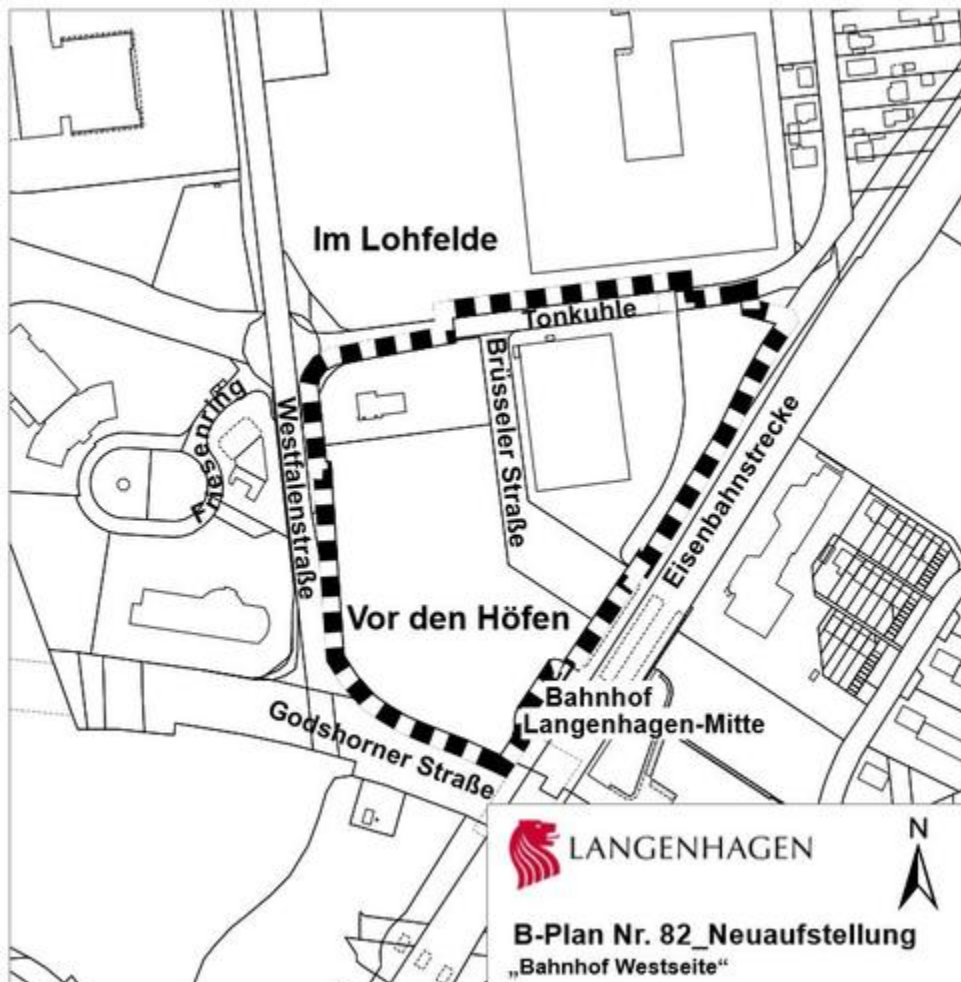 Im Lohfelde
Tonkuhle
Brüsseler Straße
Wiesenring
Westfalenstraße
Eisenbahnstrecke
Vor den Höfen
Bahnhof
Langenhagen-Mitte
Godshorner Straße
LANGENHAGEN
N
B-Plan Nr. 82_Neuaufstellung
„Bahnhof Westseite“